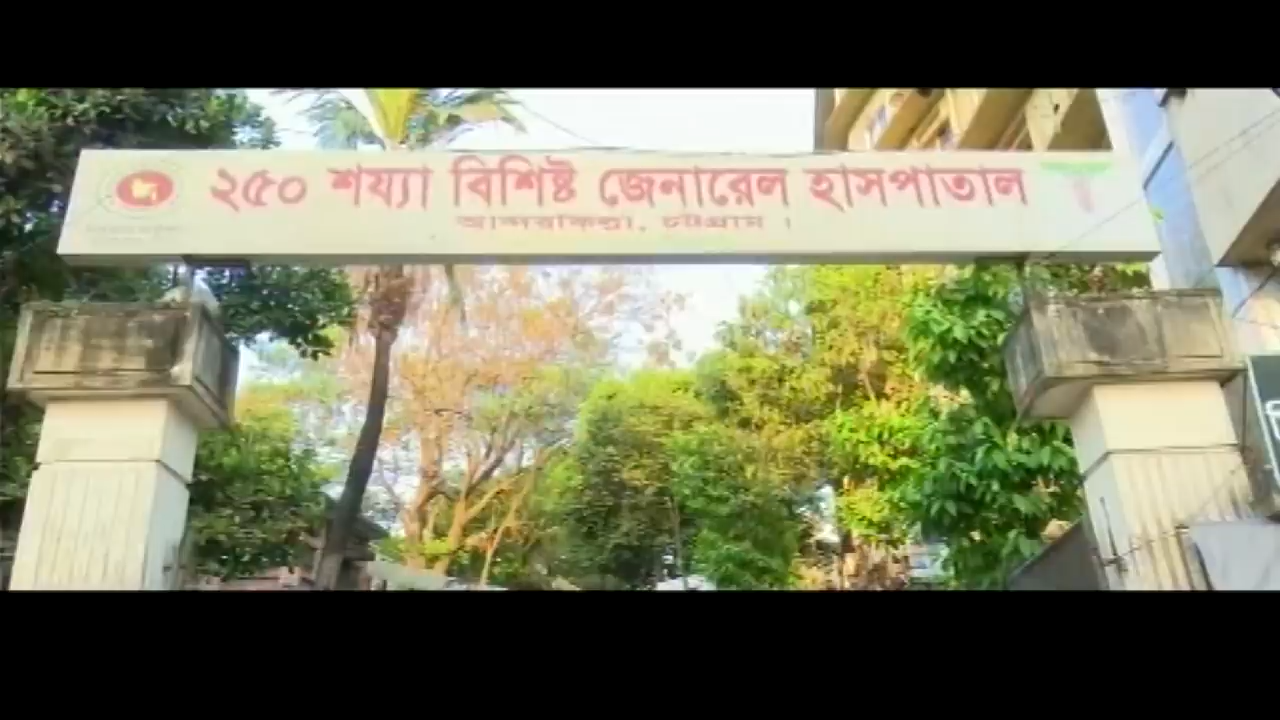 ২৫০ শয্যা বিশিষ্ট জেনারেল হাসপাতাল
আন্দরকিল্লা, চট্টগ্রাম ।